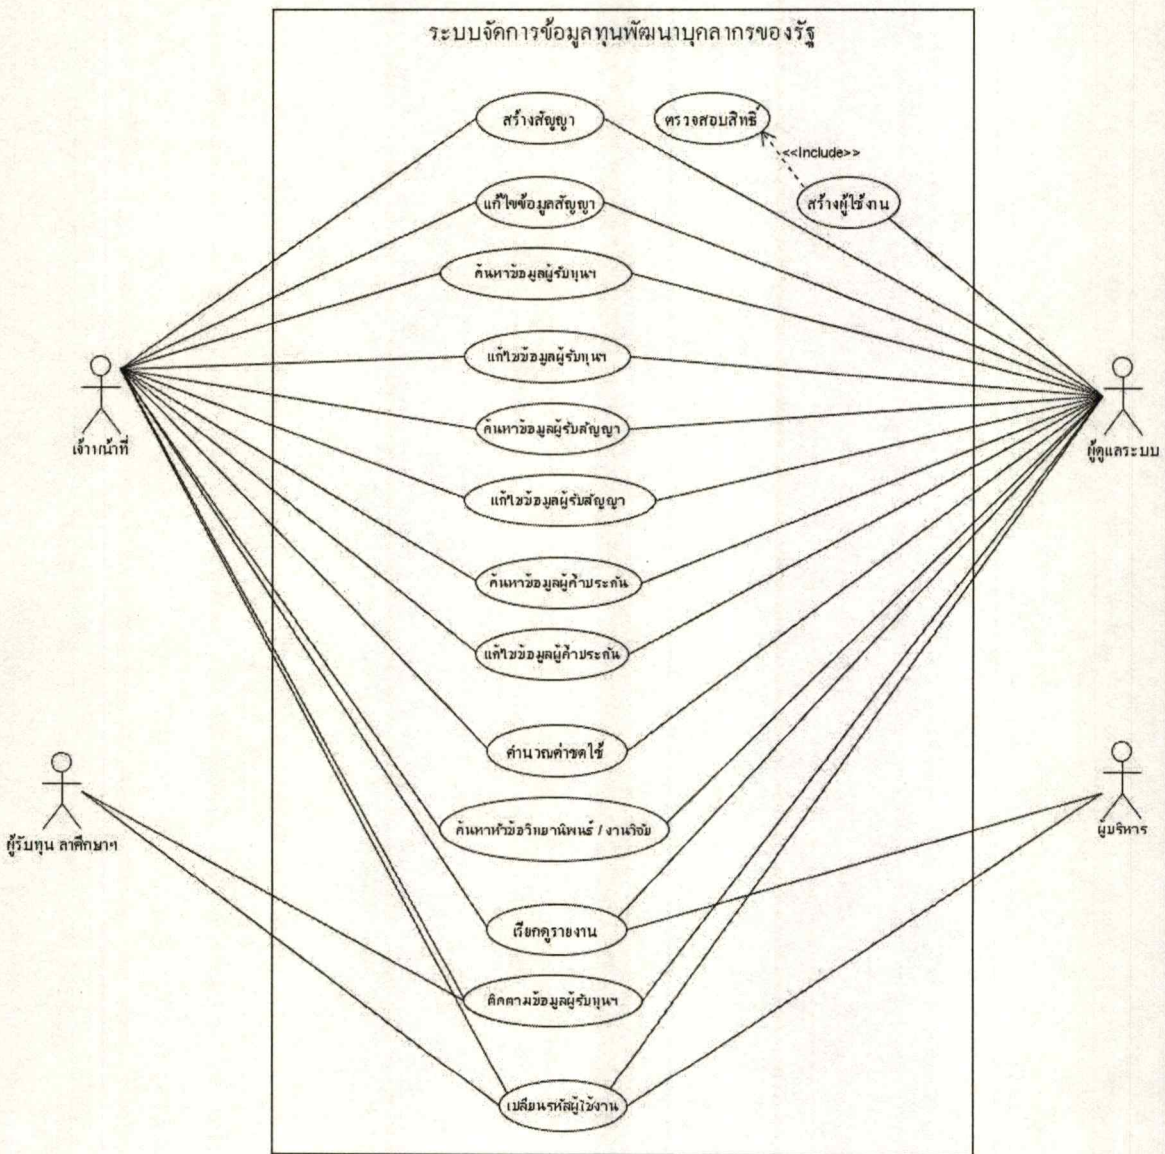 ระบบจัดการข้อมูลทุนพัฒนาบุคลากรของรัฐ
สร้างสัญญา
ตรวจสอบสิทธิ์
<<Include>>
แก้ไขข้อมูลสัญญา
สร้างผู้ใช้งาน
ค้นหาข้อมูลผู้รับทุนฯ
แก้ไขข้อมูลผู้รับทุนฯ
เจ้าหน้าที่
ค้นหาข้อมูลผู้รับสัญญา
ผู้ดูแลระบบ
แก้ไขข้อมูลผู้รับสัญญา
ค้นหาข้อมูลผู้ค้ำประกัน
แก้ไขข้อมูลผู้ค้ำประกัน
คำนวณค่าชดใช้
ค้นหาหัวข้อวิทยานิพนธ์ / งานวิจัย
ผู้รับทุน ลาศึกษาฯ
ผู้บริหาร
เรียกดูรายงาน
ติดตามข้อมูลผู้รับทุนฯ
เปลี่ยนรหัสผู้ใช้งาน